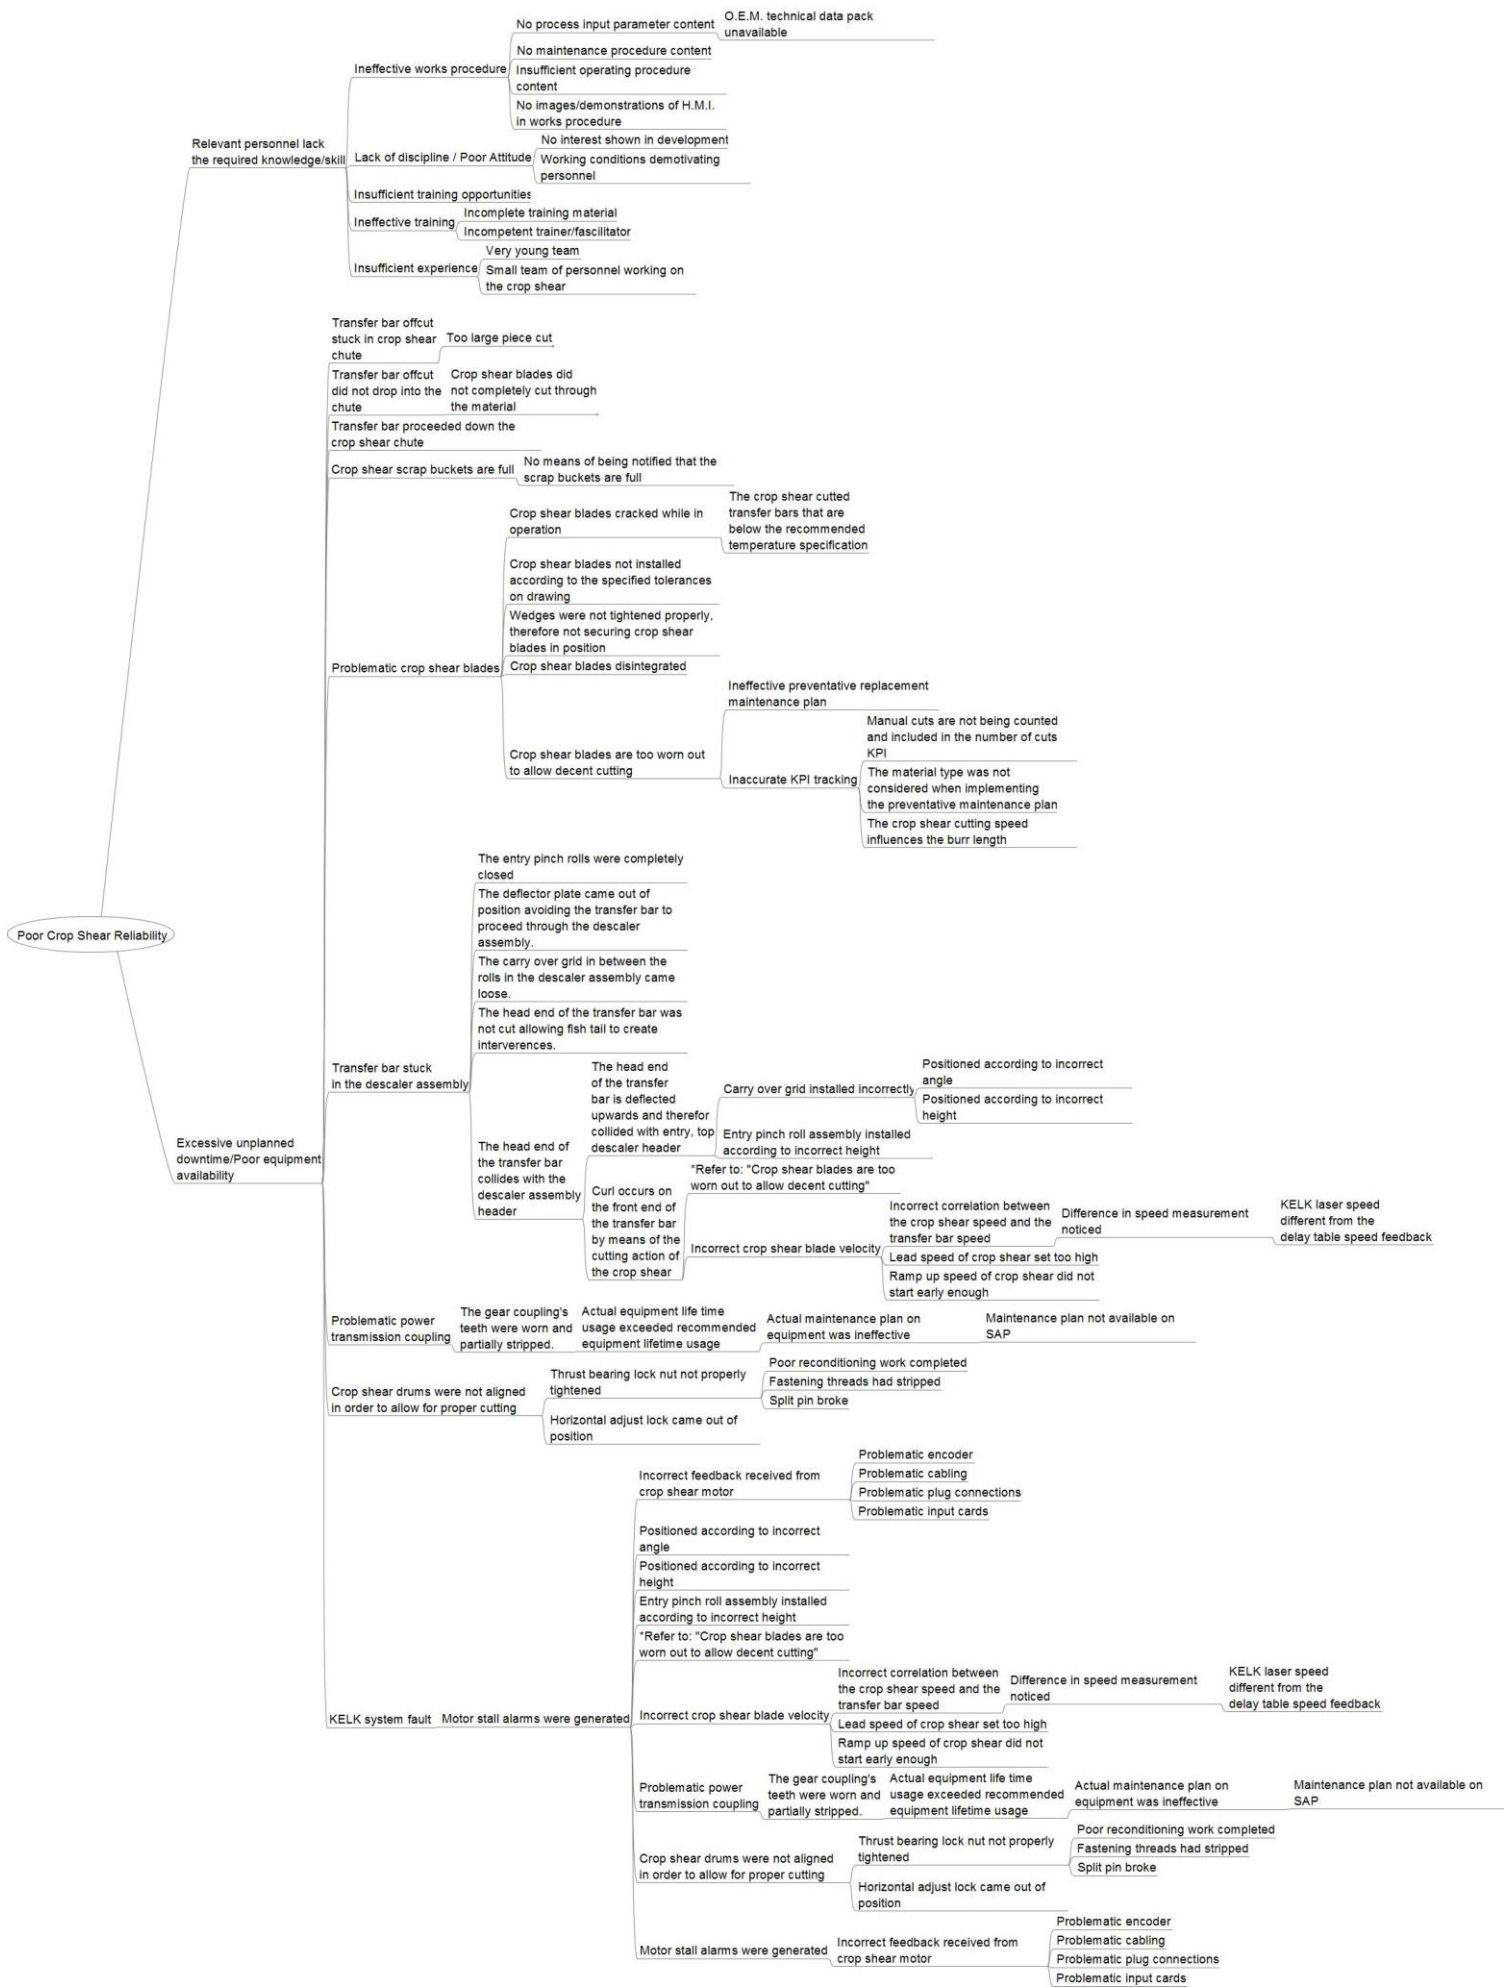 No process input parameter content
O.E.M. technical data pack
unavailable
No maintenance procedure content
Ineffective works procedure
Insufficient operating procedure
content
No images/demonstrations of H.M.I.
in works procedure
Relevant personnel lack
the required knowledge/skill
No interest shown in development
Lack of discipline / Poor Attitude
Working conditions demotivating
personnel
Insufficient training opportunities
Ineffective training
Incomplete training material
Incompetent trainer/fascilitator
Very young team
Insufficient experience
Small team of personnel working on
the crop shear
Transfer bar offcut
stuck in crop shear
chute
Too large piece cut
Transfer bar offcut
did not drop into the
chute
Crop shear blades did
not completely cut through
the material
Transfer bar proceeded down the
crop shear chute
Crop shear scrap buckets are full
No means of being notified that the
scrap buckets are full
Crop shear blades cracked while in
operation
The crop shear cutted
transfer bars that are
below the recommended
temperature specification
Crop shear blades not installed
according to the specified tolerances
on drawing
Wedges were not tightened properly,
therefore not securing crop shear
blades in position
Problematic crop shear blades
Crop shear blades disintegrated
Ineffective preventative replacement
maintenance plan
Crop shear blades are too worn out
to allow decent cutting
Manual cuts are not being counted
and included in the number of cuts
KPI
Inaccurate KPI tracking
The material type was not
considered when implementing
the preventative maintenance plan
The crop shear cutting speed
influences the burr length
Poor Crop Shear Reliability
The entry pinch rolls were completely
closed
The deflector plate came out of
position avoiding the transfer bar to
proceed through the descaler
assembly.
The carry over grid in between the
rolls in the descaler assembly came
loose.
The head end of the transfer bar was
not cut allowing fish tail to create
interverences.
Transfer bar stuck
in the descaler assembly
The head end of
the transfer bar
collides with the
descaler assembly
header
The head end
of the transfer
bar is deflected
upwards and therefor
collided with entry, top
descaler header
Carry over grid installed incorrectly
Positioned according to incorrect
angle
Positioned according to incorrect
height
Entry pinch roll assembly installed
according to incorrect height
Curl occurs on
the front end of
the transfer bar
by means of the
cutting action of
the crop shear
*Refer to: "Crop shear blades are too
worn out to allow decent cutting"
Incorrect crop shear blade velocity
Incorrect correlation between
the crop shear speed and the
transfer bar speed
Difference in speed measurement
noticed
KELK laser speed
different from the
delay table speed feedback
Lead speed of crop shear set too high
Ramp up speed of crop shear did not
start early enough
Excessive unplanned
downtime/Poor equipment
availability
Problematic power
transmission coupling
The gear coupling's
teeth were worn and
partially stripped.
Actual equipment life time
usage exceeded recommended
equipment lifetime usage
Actual maintenance plan on
equipment was ineffective
Maintenance plan not available on
SAP
Crop shear drums were not aligned
in order to allow for proper cutting
Thrust bearing lock nut not properly
tightened
Poor reconditioning work completed
Fastening threads had stripped
Split pin broke
Horizontal adjust lock came out of
position
KELK system fault
Motor stall alarms were generated
Incorrect feedback received from
crop shear motor
Problematic encoder
Problematic cabling
Problematic plug connections
Problematic input cards
Positioned according to incorrect
angle
Positioned according to incorrect
height
Entry pinch roll assembly installed
according to incorrect height
*Refer to: "Crop shear blades are too
worn out to allow decent cutting"
Incorrect crop shear blade velocity
Incorrect correlation between
the crop shear speed and the
transfer bar speed
Difference in speed measurement
noticed
KELK laser speed
different from the
delay table speed feedback
Lead speed of crop shear set too high
Ramp up speed of crop shear did not
start early enough
Problematic power
transmission coupling
The gear coupling's
teeth were worn and
partially stripped.
Actual equipment life time
usage exceeded recommended
equipment lifetime usage
Actual maintenance plan on
equipment was ineffective
Maintenance plan not available on
SAP
Crop shear drums were not aligned
in order to allow for proper cutting
Thrust bearing lock nut not properly
tightened
Poor reconditioning work completed
Fastening threads had stripped
Split pin broke
Horizontal adjust lock came out of
position
Motor stall alarms were generated
Incorrect feedback received from
crop shear motor
Problematic encoder
Problematic cabling
Problematic plug connections
Problematic input cards